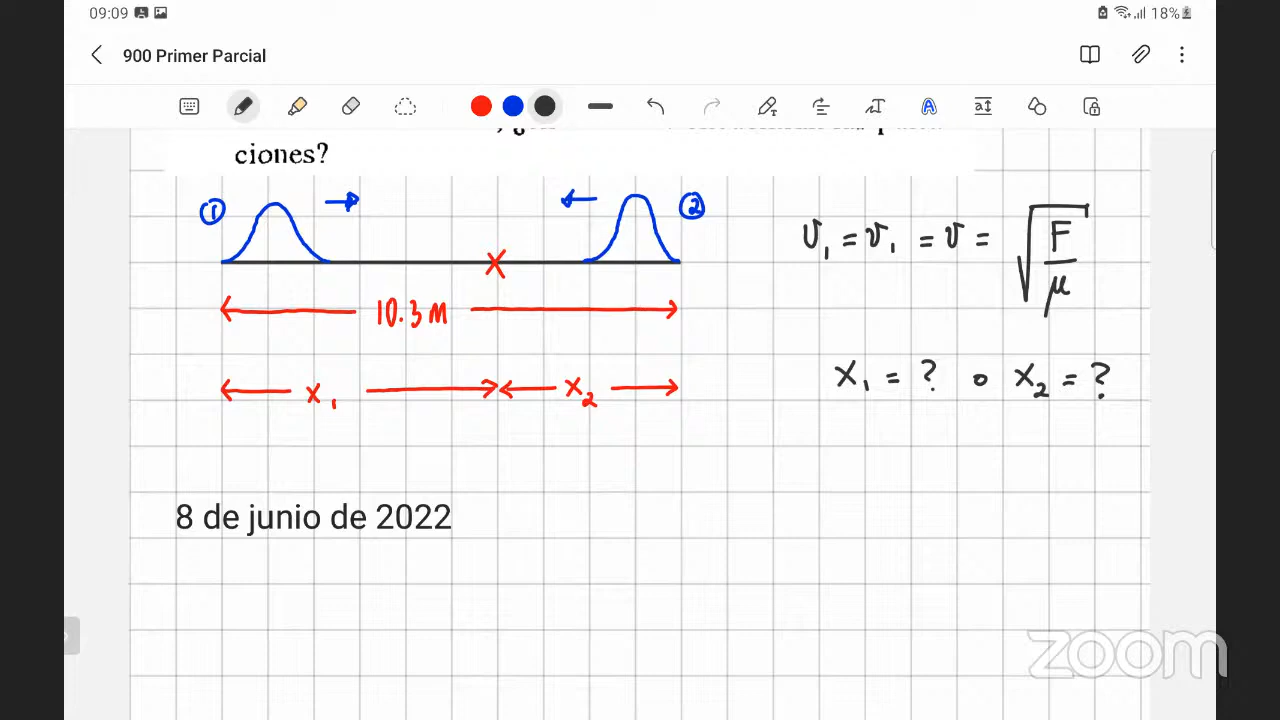 09:09 18%
900 Primer Parcial
ciones?
① ②
10.3 m
x₁ x₂
v₁ = v₁ = v = √(F/μ)
x₁ = ? o x₂ = ?
8 de junio de 2022
zoom